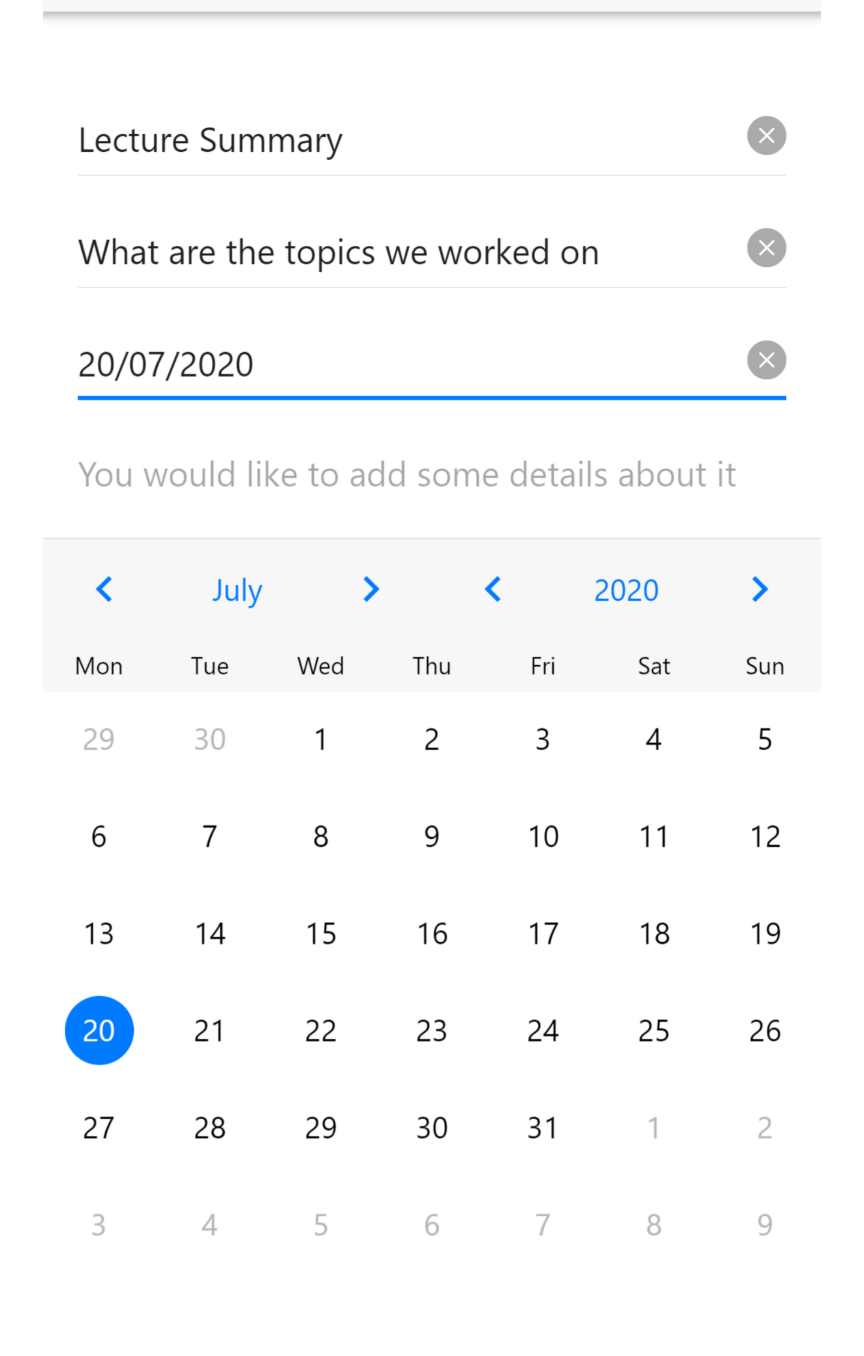 Lecture Summary
What are the topics we worked on
20/07/2020
You would like to add some details about it
July 2020
Mon Tue Wed Thu Fri Sat Sun
29 30 1 2 3 4 5
6 7 8 9 10 11 12
13 14 15 16 17 18 19
20 21 22 23 24 25 26
27 28 29 30 31 1 2
3 4 5 6 7 8 9